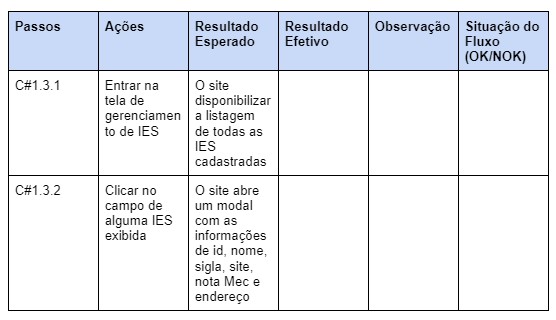 Passos
Ações
Resultado
Esperado
Resultado
Efetivo
Observação
Situação do
Fluxo
(OK/NOK)
C#1.3.1
Entrar na
tela de
gerenciamen
to de IES
O site
disponibilizar
a listagem
de todas as
IES
cadastradas
C#1.3.2
Clicar no
campo de
alguma IES
exibida
O site abre
um modal
com as
informações
de id, nome,
sigla, site,
nota Mec e
endereço